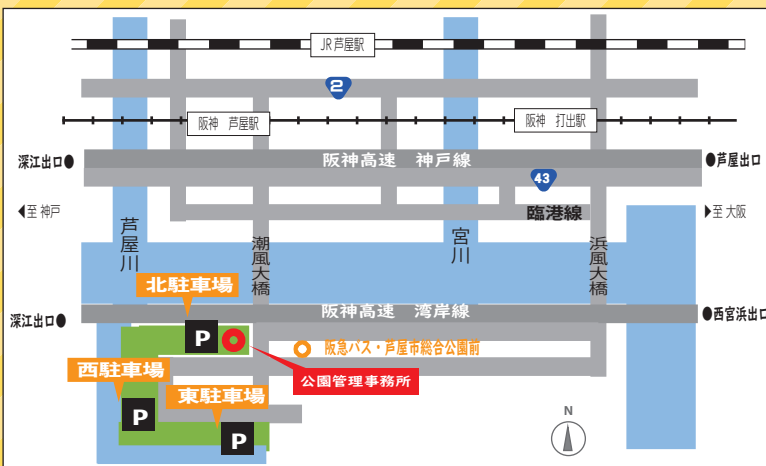 JR芦屋駅
2
阪神 芦屋駅
阪神 打出駅
深江出口●
阪神高速 神戸線
●芦屋出口
43
◀至 神戸
臨港線
▶至 大阪
芦屋川
潮風大橋
宮川
浜風大橋
北駐車場
深江出口●
阪神高速 湾岸線
●西宮浜出口
P
阪急バス・芦屋市総合公園前
西駐車場
公園管理事務所
東駐車場
P
P
N